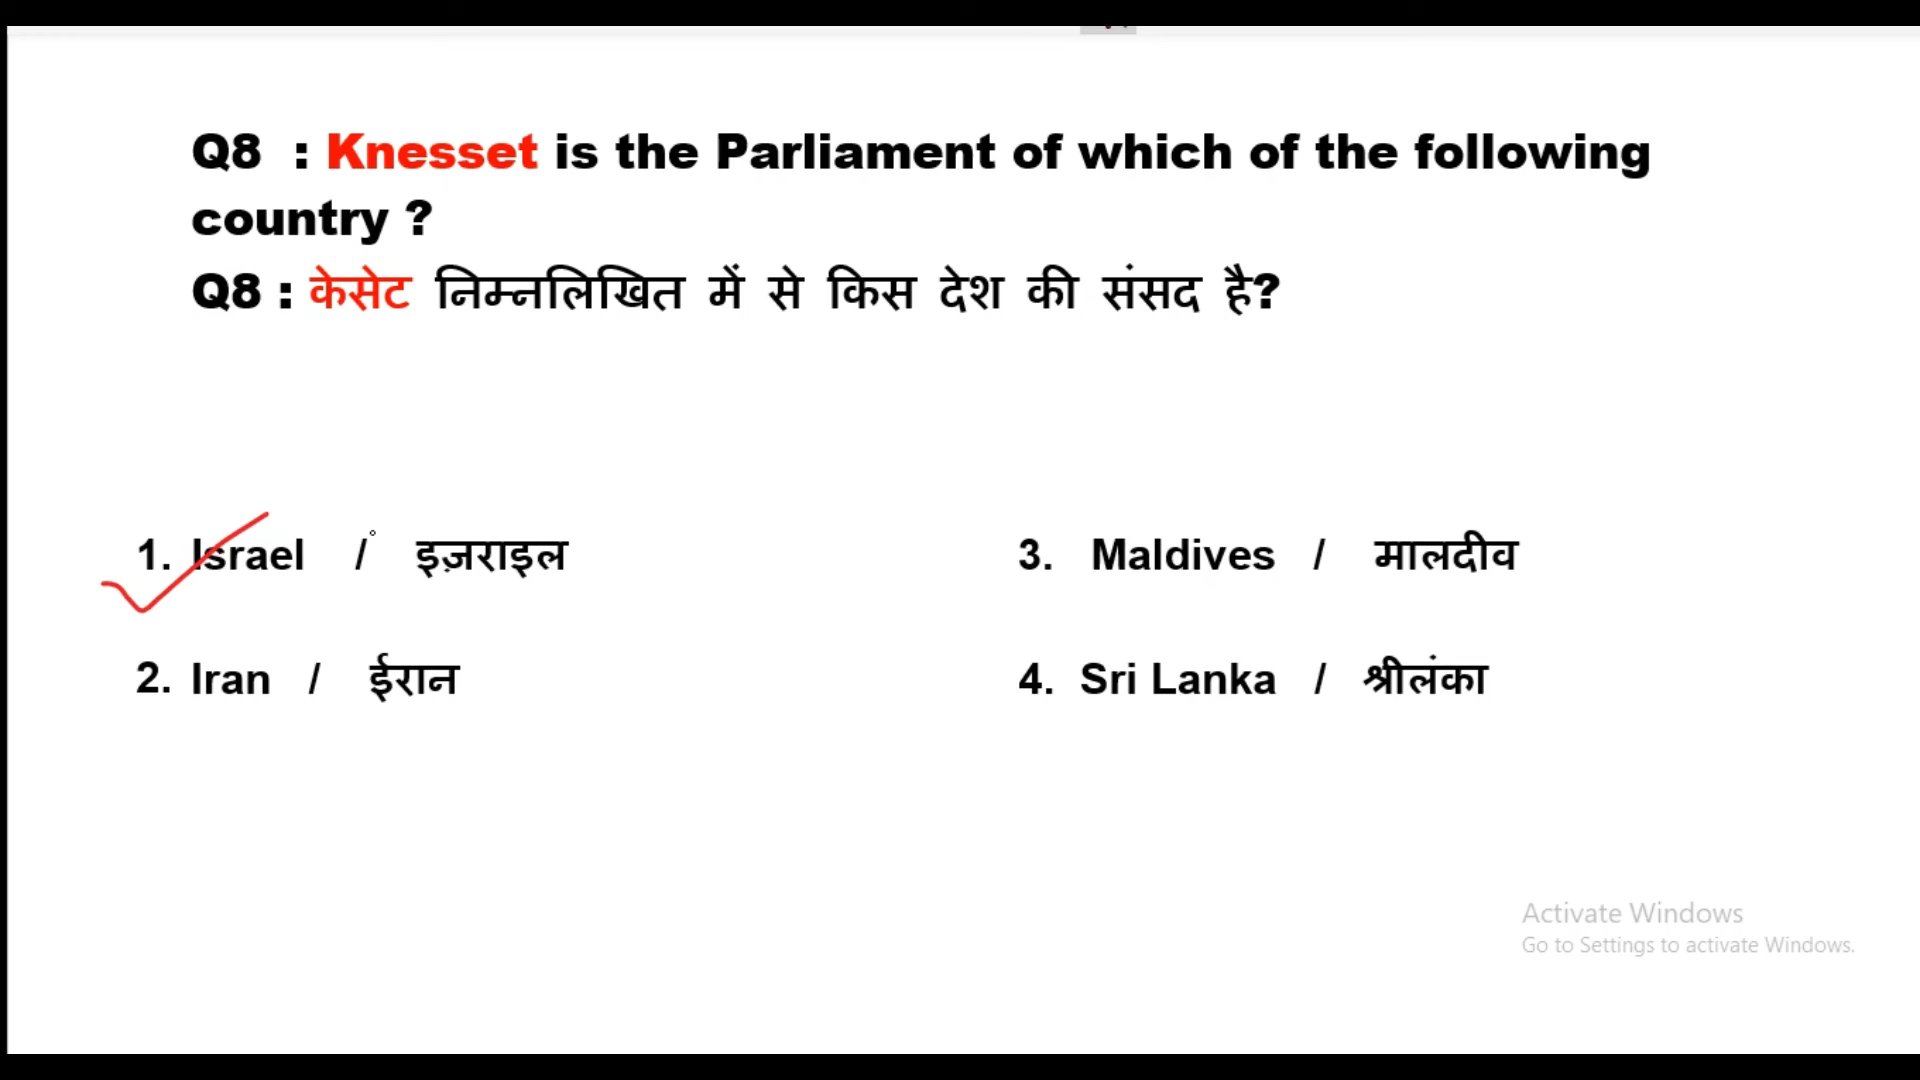 Q8 : Knesset is the Parliament of which of the following
country ?
Q8 : केसेट निम्नलिखित में से किस देश की संसद है?
1. Israel / इज़राइल
2. Iran / ईरान
3. Maldives / मालदीव
4. Sri Lanka / श्रीलंका
Activate Windows
Go to Settings to activate Windows.